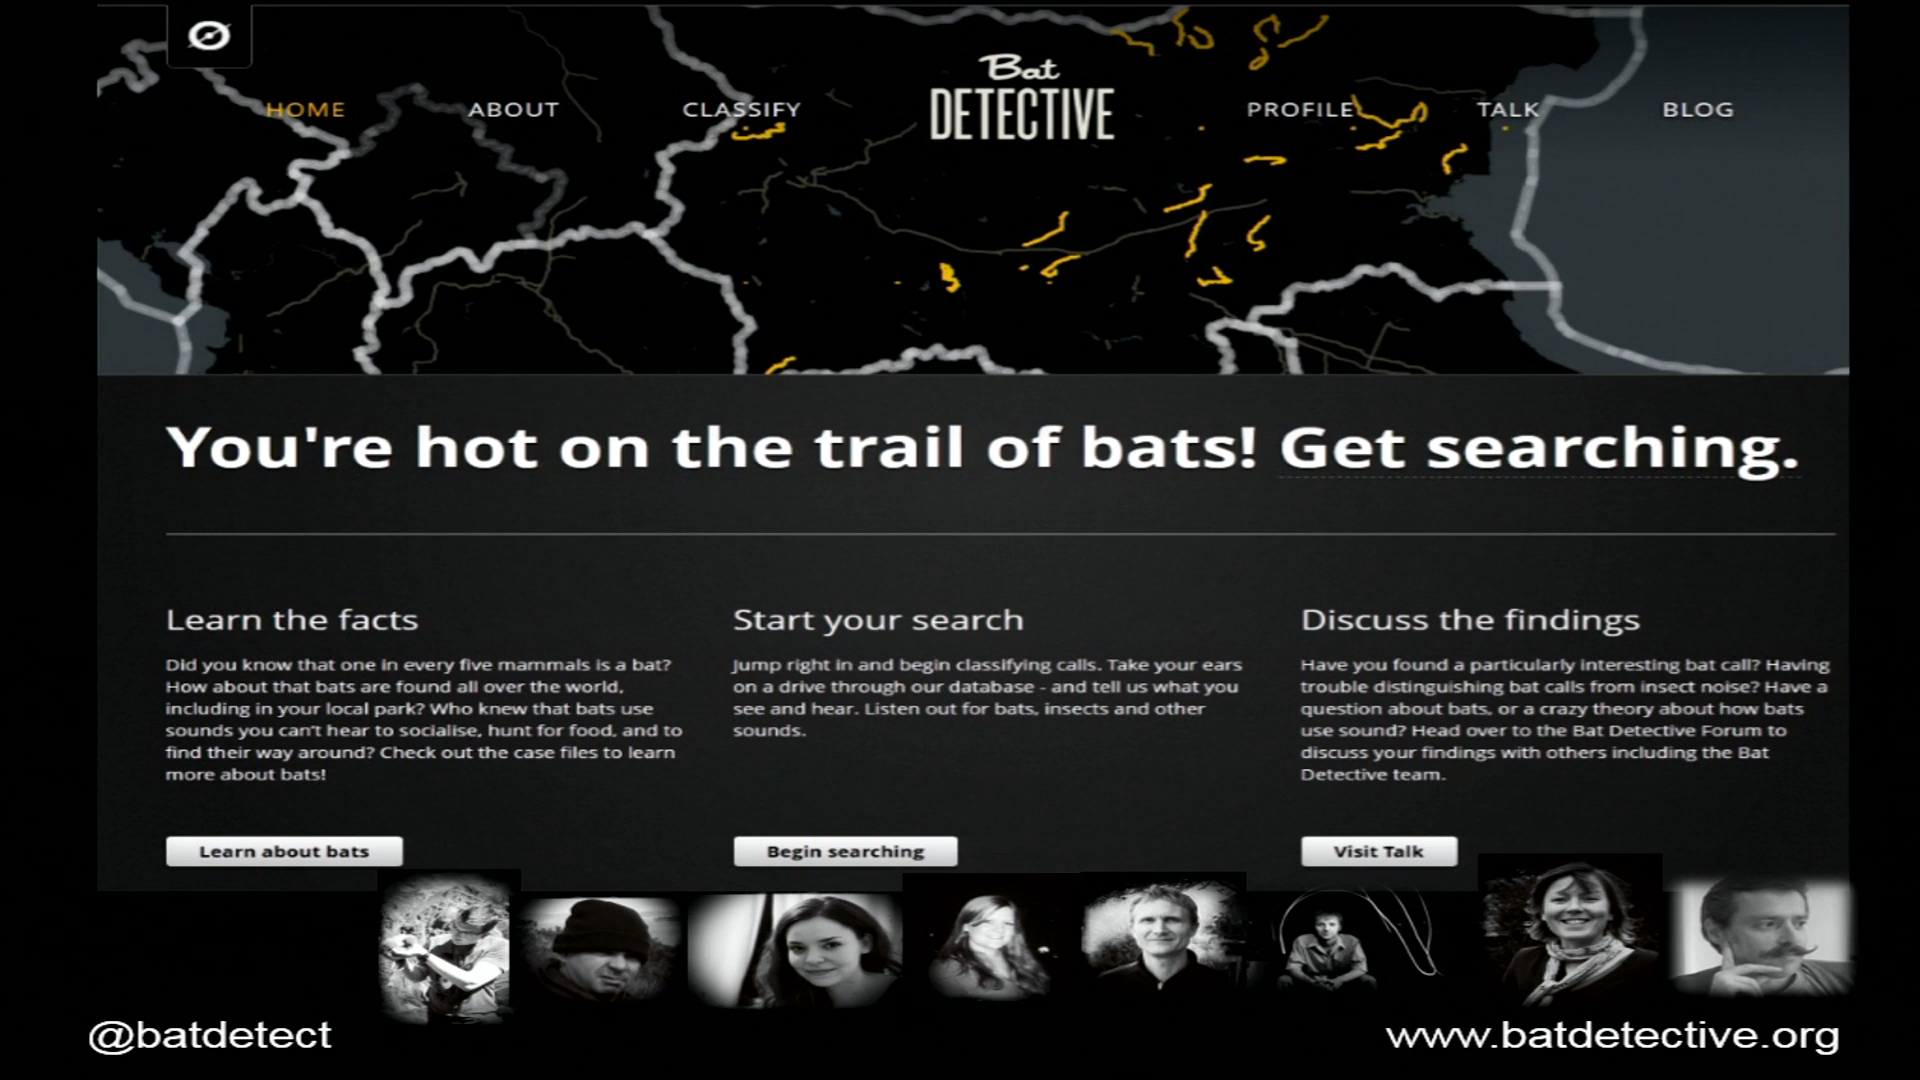 HOME
ABOUT
CLASSIFY
Bat
DETECTIVE
PROFILE
TALK
BLOG
You're hot on the trail of bats! Get searching.
Learn the facts
Did you know that one in every five mammals is a bat?
How about that bats are found all over the world,
including in your local park? Who knew that bats use
sounds you can't hear to socialise, hunt for food, and to
find their way around? Check out the case files to learn
more about bats!
Learn about bats
Start your search
Jump right in and begin classifying calls. Take your ears
on a drive through our database - and tell us what you
see and hear. Listen out for bats, insects and other
sounds.
Begin searching
Discuss the findings
Have you found a particularly interesting bat call? Having
trouble distinguishing bat calls from insect noise? Have a
question about bats, or a crazy theory about how bats
use sound? Head over to the Bat Detective Forum to
discuss your findings with others including the Bat
Detective team.
Visit Talk
@batdetect
www.batdetective.org